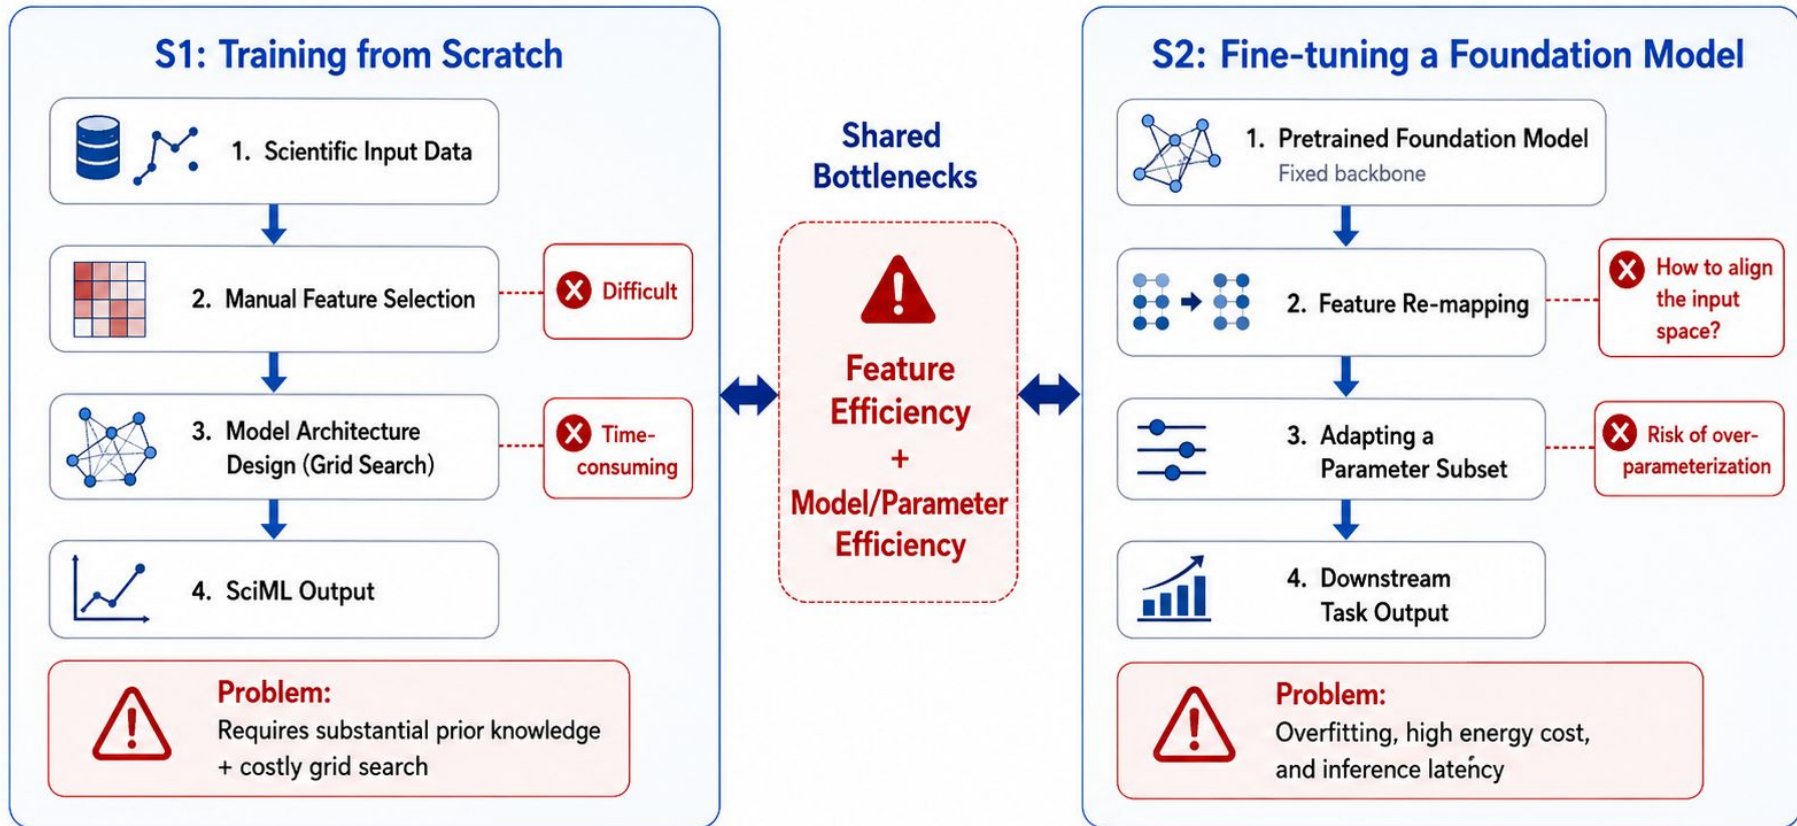 S1: Training from Scratch
1. Scientific Input Data
2. Manual Feature Selection
Difficult
3. Model Architecture
Design (Grid Search)
Time-
consuming
4. SciML Output
Problem:
Requires substantial prior knowledge
+ costly grid search
Shared
Bottlenecks
Feature
Efficiency
+
Model/Parameter
Efficiency
S2: Fine-tuning a Foundation Model
1. Pretrained Foundation Model
Fixed backbone
2. Feature Re-mapping
How to align
the input
space?
3. Adapting a
Parameter Subset
Risk of over-
parameterization
4. Downstream
Task Output
Problem:
Overfitting, high energy cost,
and inference latency